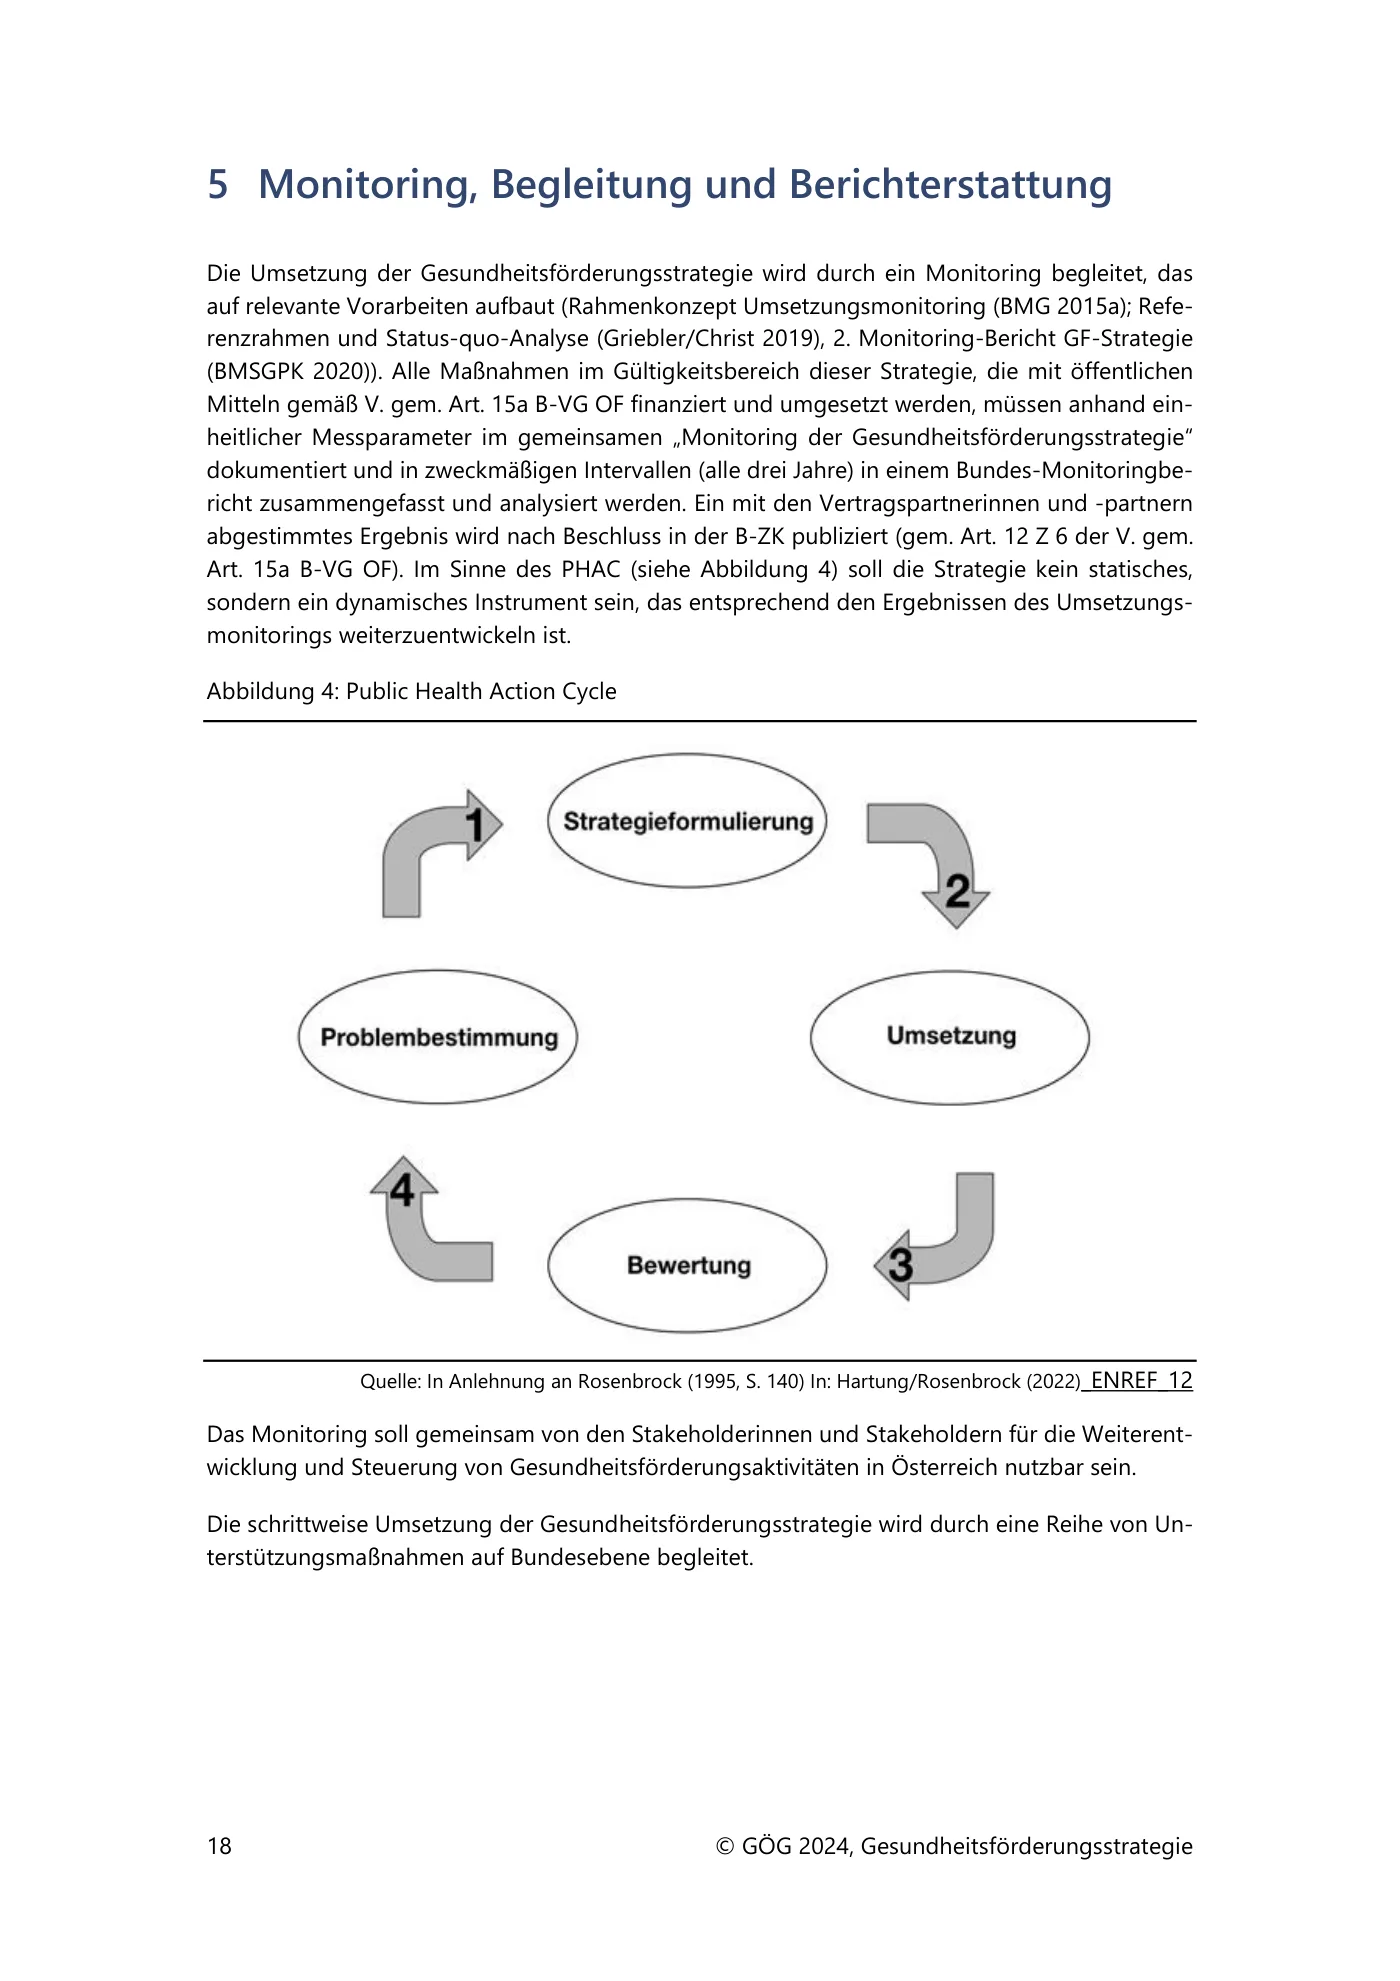 5 Monitoring, Begleitung und Berichterstattung
Die Umsetzung der Gesundheitsförderungsstrategie wird durch ein Monitoring begleitet, das
auf relevante Vorarbeiten aufbaut (Rahmenkonzept Umsetzungsmonitoring (BMG 2015a); Refe-
renzrahmen und Status-quo-Analyse (Griebler/Christ 2019), 2. Monitoring-Bericht GF-Strategie
(BMSGPK 2020)). Alle Maßnahmen im Gültigkeitsbereich dieser Strategie, die mit öffentlichen
Mitteln gemäß V. gem. Art. 15a B-VG OF finanziert und umgesetzt werden, müssen anhand ein-
heitlicher Messparameter im gemeinsamen „Monitoring der Gesundheitsförderungsstrategie“
dokumentiert und in zweckmäßigen Intervallen (alle drei Jahre) in einem Bundes-Monitoringbe-
richt zusammengefasst und analysiert werden. Ein mit den Vertragspartnerinnen und -partnern
abgestimmtes Ergebnis wird nach Beschluss in der B-ZK publiziert (gem. Art. 12 Z 6 der V. gem.
Art. 15a B-VG OF). Im Sinne des PHAC (siehe Abbildung 4) soll die Strategie kein statisches,
sondern ein dynamisches Instrument sein, das entsprechend den Ergebnissen des Umsetzungs-
monitorings weiterzuentwickeln ist.
Abbildung 4: Public Health Action Cycle
1
Strategieformulierung
2
Problembestimmung
Umsetzung
4
Bewertung
3
Quelle: In Anlehnung an Rosenbrock (1995, S. 140) In: Hartung/Rosenbrock (2022)_ENREF_12
Das Monitoring soll gemeinsam von den Stakeholderinnen und Stakeholdern für die Weiterent-
wicklung und Steuerung von Gesundheitsförderungsaktivitäten in Österreich nutzbar sein.
Die schrittweise Umsetzung der Gesundheitsförderungsstrategie wird durch eine Reihe von Un-
terstützungsmaßnahmen auf Bundesebene begleitet.
18
© GÖG 2024, Gesundheitsförderungsstrategie